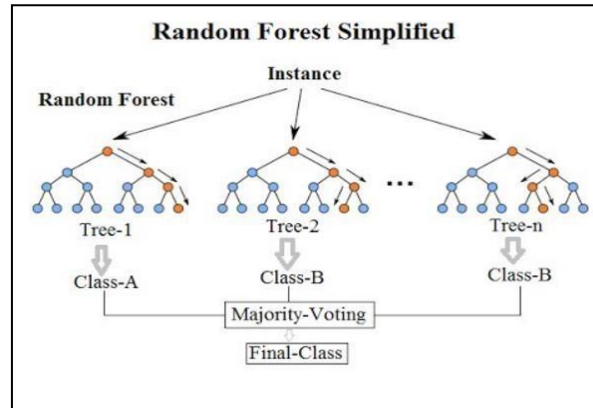 Random Forest Simplified
Instance
Random Forest
...
Tree-1
Tree-2
Tree-n
Class-A
Class-B
Class-B
Majority-Voting
Final-Class